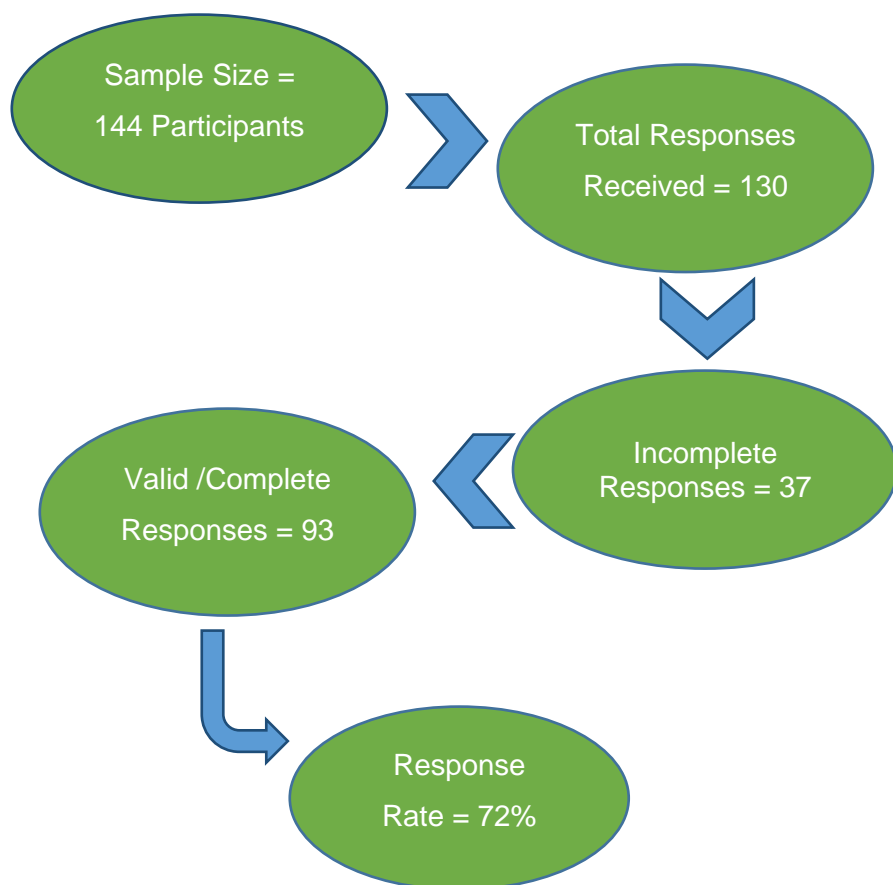 Sample Size =
144 Participants
Total Responses
Received = 130
Incomplete
Responses = 37
Valid /Complete
Responses = 93
Response
Rate = 72%